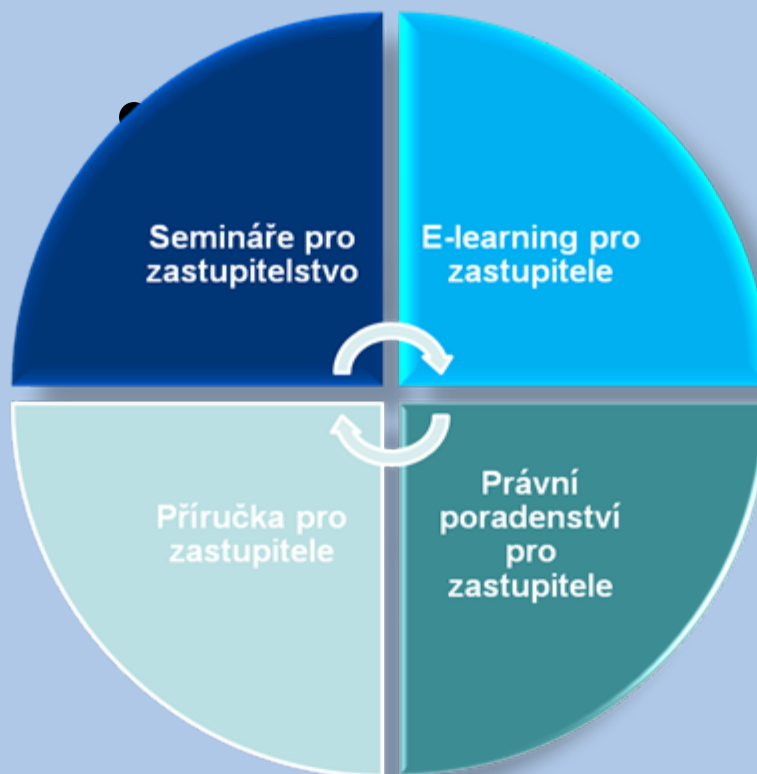 Semináře pro
zastupitelstvo
E-learning pro
zastupitele
Příručka pro
zastupitele
Právní
poradenství
pro
zastupitele